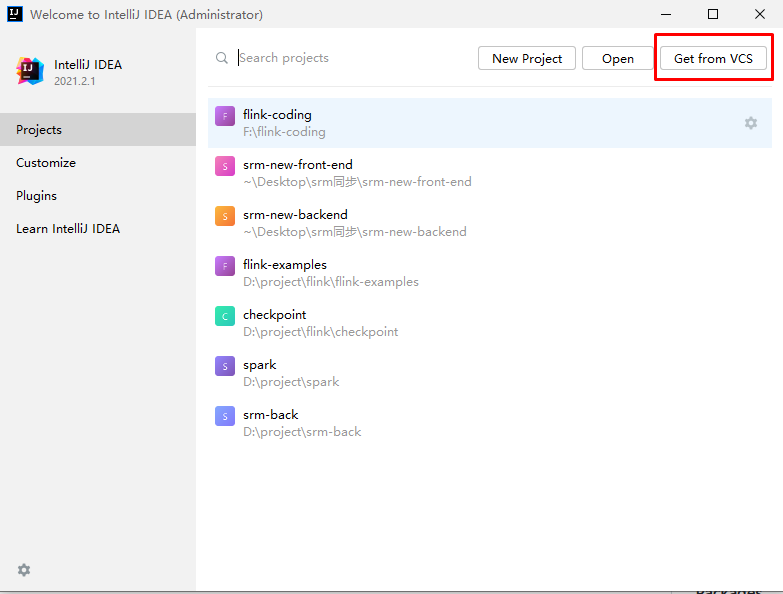 Welcome to IntelliJ IDEA (Administrator)
IntelliJ IDEA
2021.2.1
Search projects
New Project
Open
Get from VCS
Projects
Customize
Plugins
Learn IntelliJ IDEA
F
flink-coding
F:\flink-coding
S
srm-new-front-end
~\Desktop\srm同步\srm-new-front-end
S
srm-new-backend
~\Desktop\srm同步\srm-new-backend
F
flink-examples
D:\project\flink\flink-examples
C
checkpoint
D:\project\flink\checkpoint
S
spark
D:\project\spark
S
srm-back
D:\project\srm-back